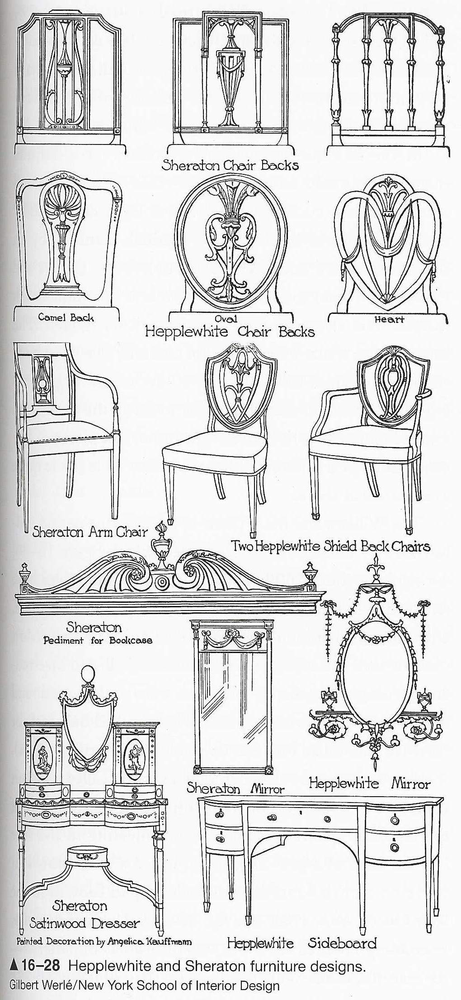 Sheraton Chair Backs
Camel Back
Oval
Heart
Hepplewhite Chair Backs
Sheraton Arm Chair
Two Hepplewhite Shield Back Chairs
Sheraton
Pediment for Bookcase
Sheraton Mirror
Hepplewhite Mirror
Sheraton
Satinwood Dresser
Painted Decoration by Angelica Kauffmann
Hepplewhite Sideboard
▲16–28 Hepplewhite and Sheraton furniture designs.
Gilbert Werlé/New York School of Interior Design